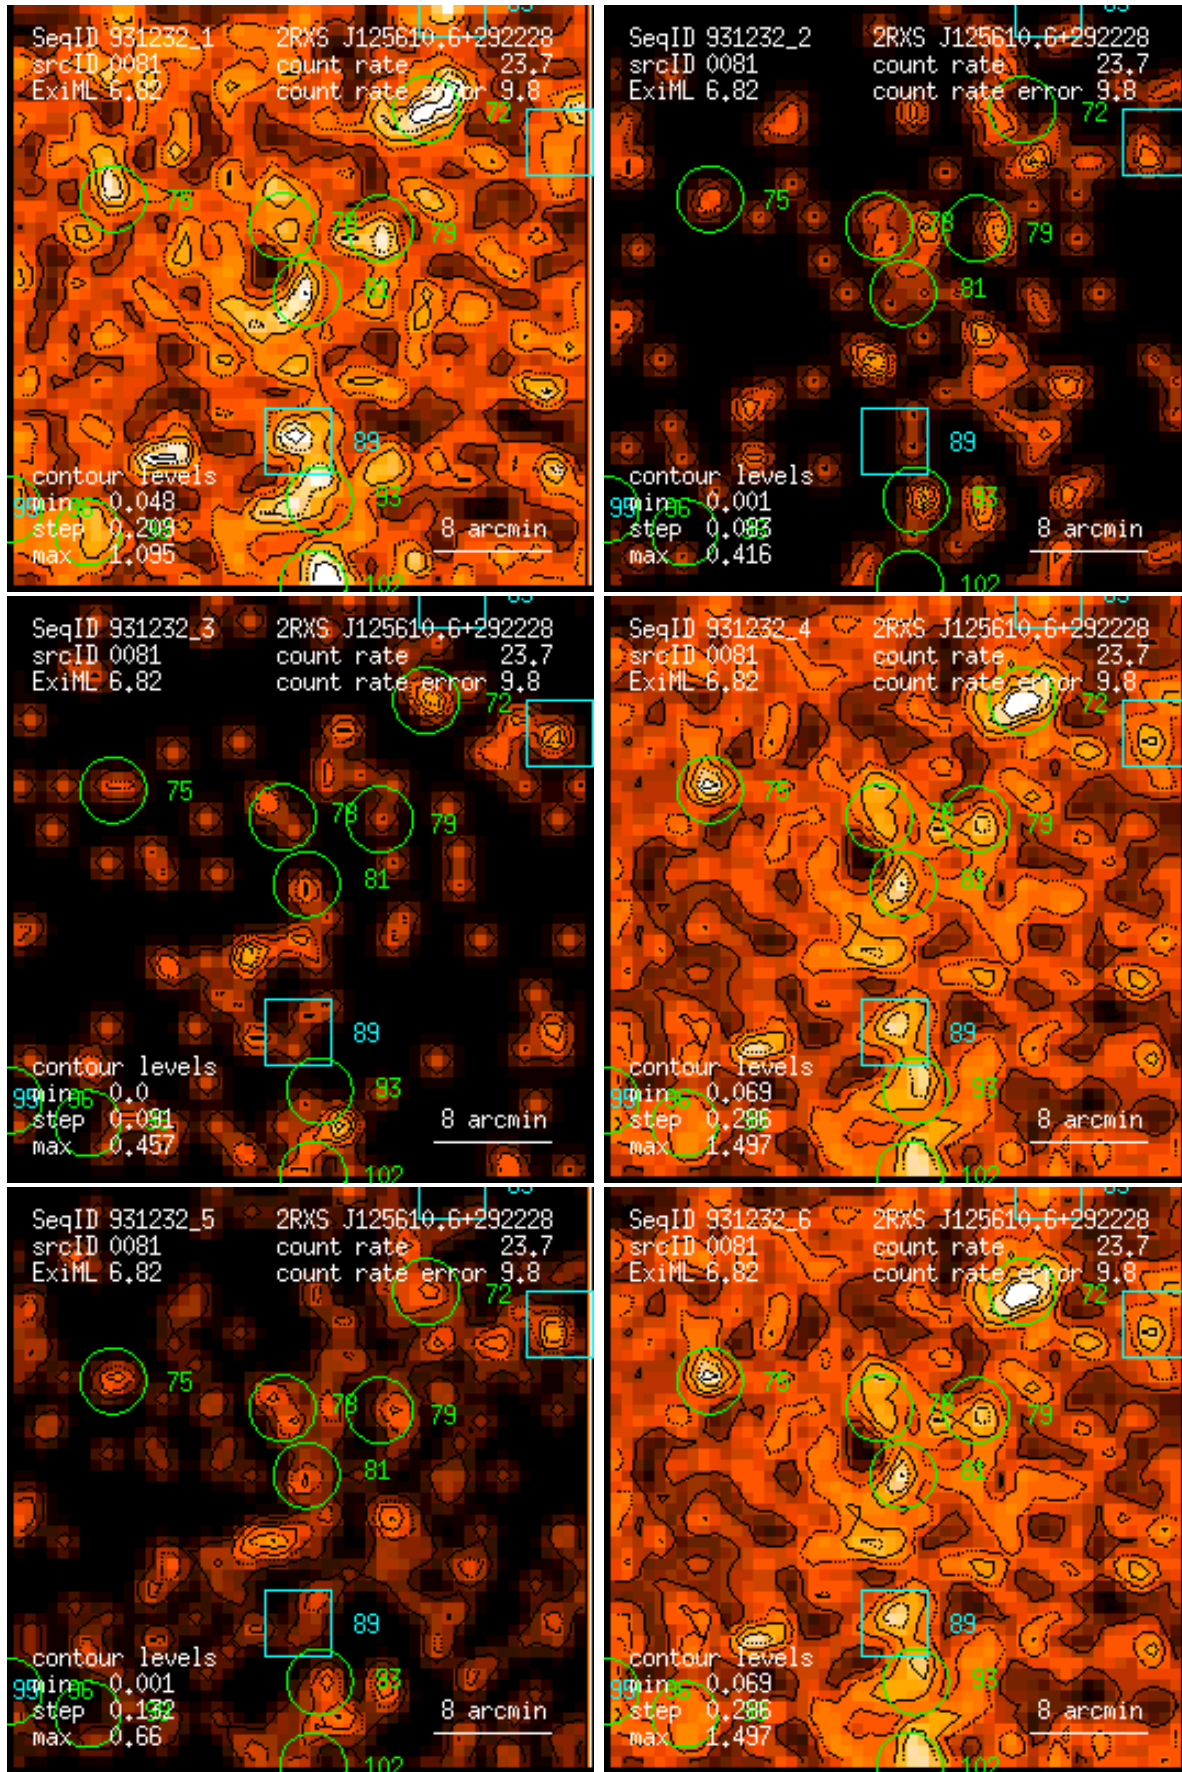 SeqID 931232_1 2RXS J125610.6+292228
srcID 0081 count rate 23.7
ExiML 6.82 count rate error 9.8
72
75
78
79
81
89
contour levels
min 0.048
93
99 96
step 0.209
8 arcmin
max 1.095
102
SeqID 931232_2 2RXS J125610.6+292228
srcID 0081 count rate 23.7
ExiML 6.82 count rate error 9.8
72
75
78
79
81
89
contour levels
min 0.001
93
99 96
step 0.083
8 arcmin
max 0.416
102
SeqID 931232_3 2RXS J125610.6+292228
srcID 0081 count rate 23.7
ExiML 6.82 count rate error 9.8
72
75
78
79
81
89
contour levels
min 0.0
93
99 96
step 0.091
8 arcmin
max 0.457
102
SeqID 931232_4 2RXS J125610.6+292228
srcID 0081 count rate 23.7
ExiML 6.82 count rate error 9.8
72
75
78
79
81
89
contour levels
min 0.069
93
99 96
step 0.286
8 arcmin
max 1.497
102
SeqID 931232_5 2RXS J125610.6+292228
srcID 0081 count rate 23.7
ExiML 6.82 count rate error 9.8
72
75
78
79
81
89
contour levels
min 0.001
93
99 96
step 0.132
8 arcmin
max 0.66
102
SeqID 931232_6 2RXS J125610.6+292228
srcID 0081 count rate 23.7
ExiML 6.82 count rate error 9.8
72
75
78
79
81
89
contour levels
min 0.069
93
99 96
step 0.286
8 arcmin
max 1.497
102